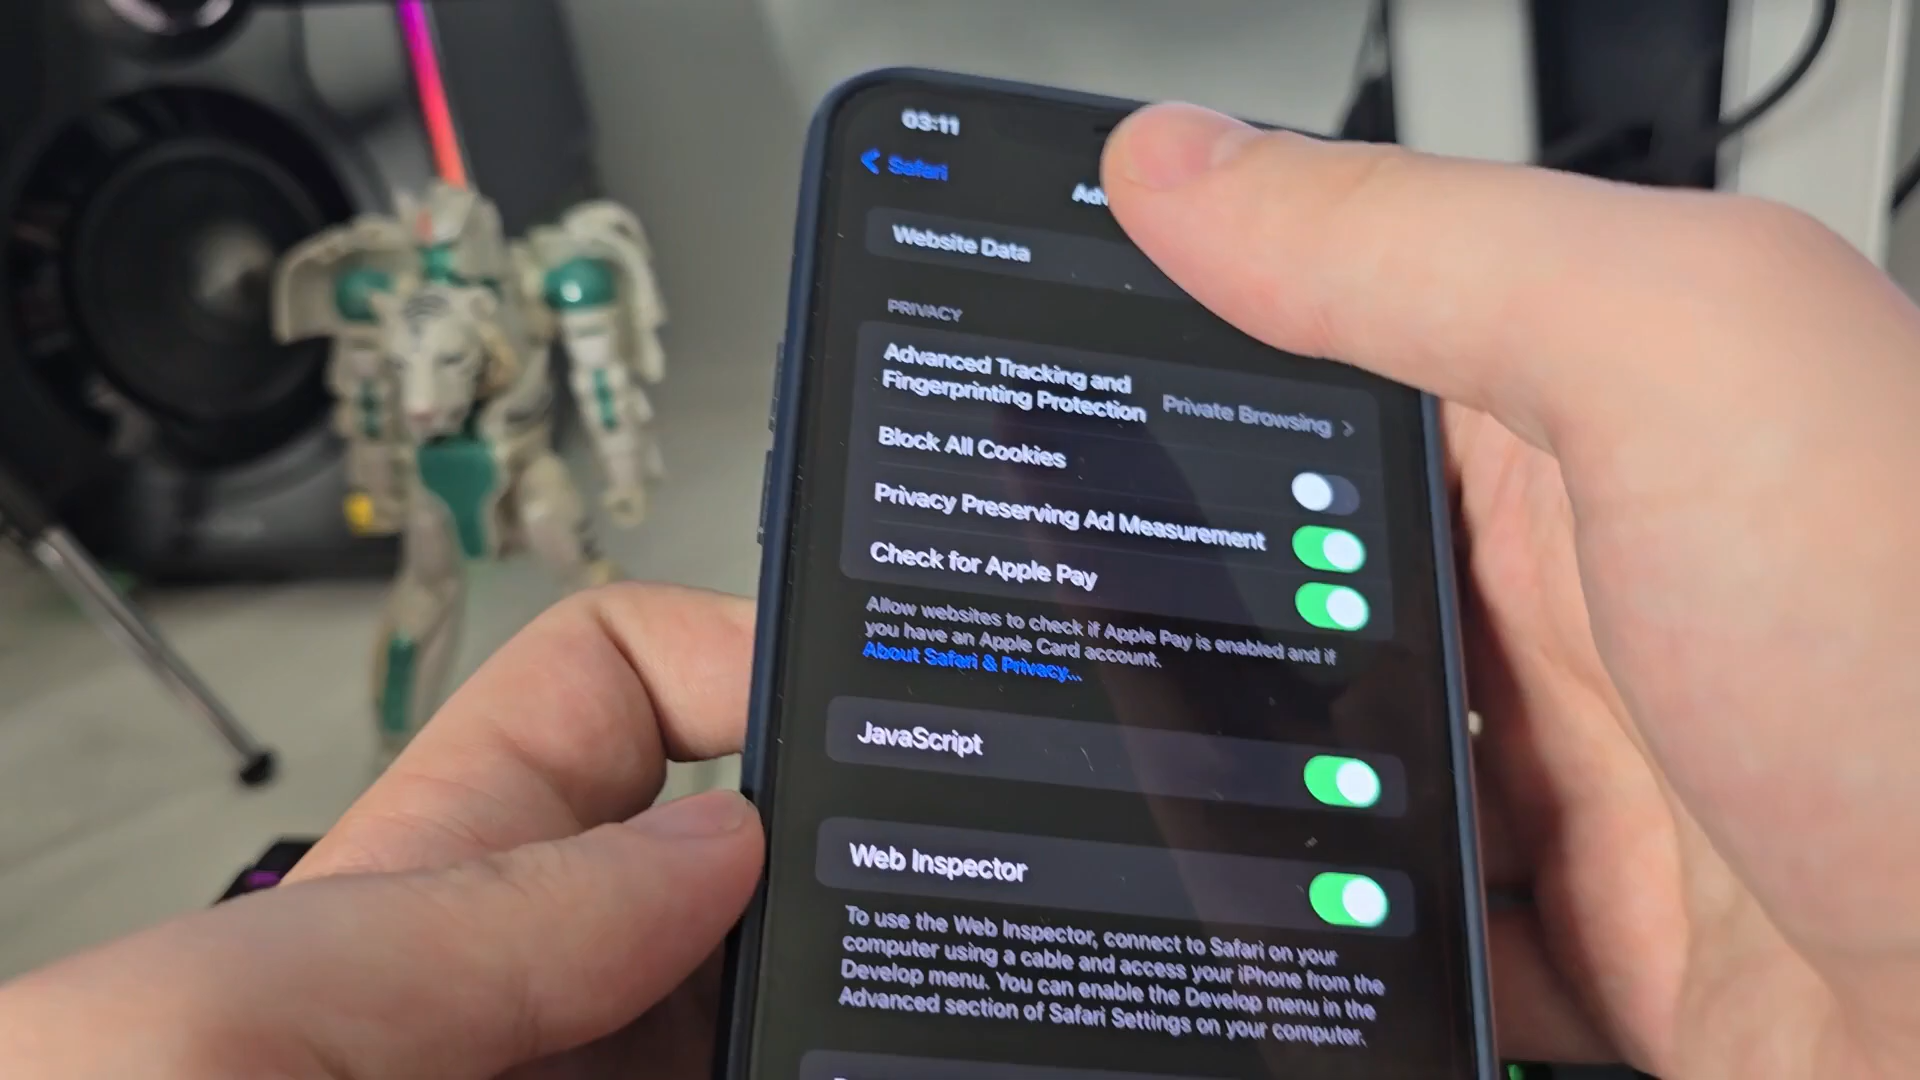 03:11
Safari
Website Data
PRIVACY
Advanced Tracking and
Fingerprinting Protection
Private Browsing
Block All Cookies
Privacy Preserving Ad Measurement
Check for Apple Pay
Allow websites to check if Apple Pay is enabled and if
you have an Apple Card account.
About Safari & Privacy...
JavaScript
Web Inspector
To use the Web Inspector, connect to Safari on your
computer using a cable and access your iPhone from the
Develop menu. You can enable the Develop menu in the
Advanced section of Safari Settings on your computer.